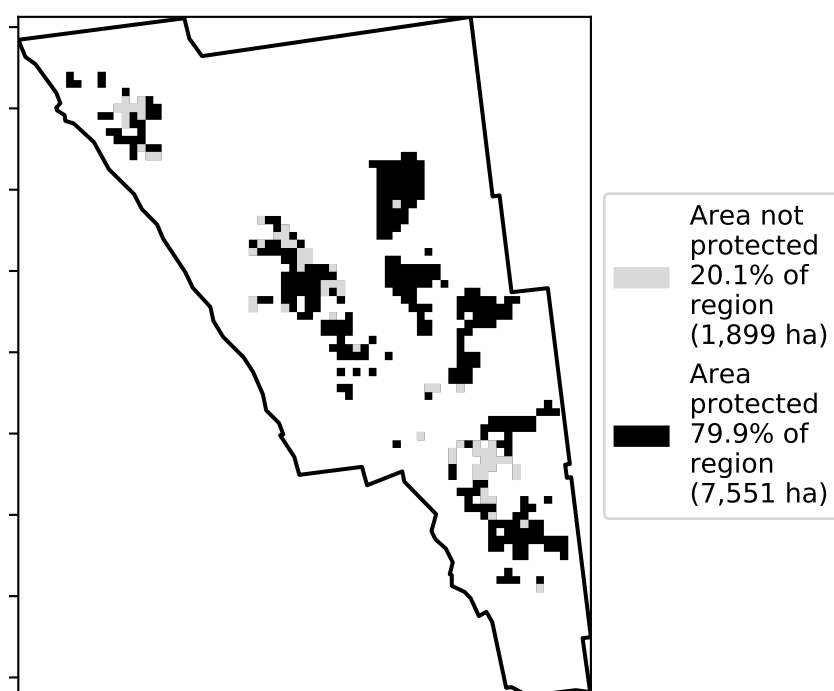 Area not
protected
20.1% of
region
(1,899 ha)
Area
protected
79.9% of
region
(7,551 ha)